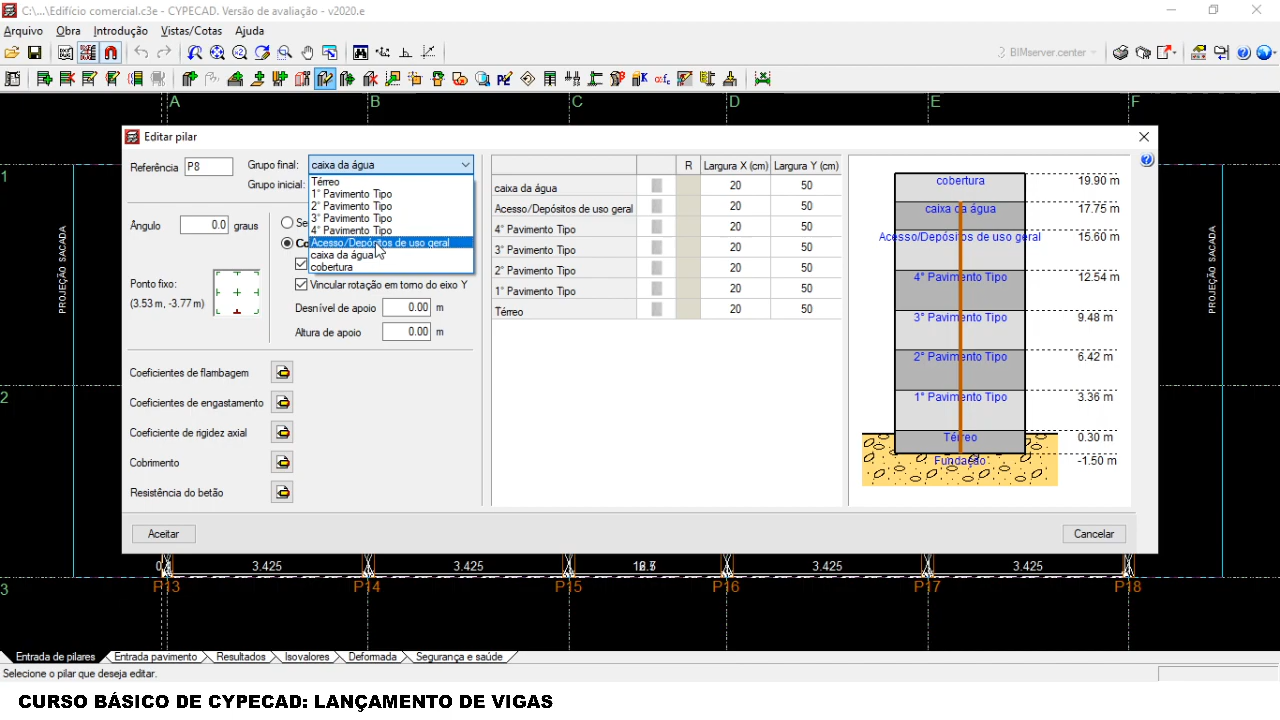 C:\...\Edifício comercial.c3e - CYPECAD. Versão de avaliação - v2020.e
Arquivo Obra Introdução Vistas/Cotas Ajuda
BIMserver.center
A B C D E F
Editar pilar
Referência P8 Grupo final: caixa da água
Grupo inicial:
Térreo
1° Pavimento Tipo
2° Pavimento Tipo
3° Pavimento Tipo
4° Pavimento Tipo
Acesso/Depósitos de uso geral
caixa da água
cobertura
Ângulo 0.0 graus
Se
Co
Vincular rotação em torno do eixo Y
Ponto fixo:
(3.53 m, -3.77 m)
Desnível de apoio 0.00 m
Altura de apoio 0.00 m
Coeficientes de flambagem
Coeficientes de engastamento
Coeficiente de rigidez axial
Cobrimento
Resistência do betão
R Largura X (cm) Largura Y (cm)
caixa da água 20 50
Acesso/Depósitos de uso geral 20 50
4° Pavimento Tipo 20 50
3° Pavimento Tipo 20 50
2° Pavimento Tipo 20 50
1° Pavimento Tipo 20 50
Térreo 20 50
cobertura 19.90 m
caixa da água 17.75 m
Acesso/Depósitos de uso geral 15.60 m
4° Pavimento Tipo 12.54 m
3° Pavimento Tipo 9.48 m
2° Pavimento Tipo 6.42 m
1° Pavimento Tipo 3.36 m
Térreo 0.30 m
Fundação -1.50 m
Aceitar Cancelar
1
2
3
PROJEÇÃO SACADA
PROJEÇÃO SACADA
3.425 3.425 3.425 3.425
P13 P14 P15 P16 P17 P18
Entrada de pilares Entrada pavimento Resultados Isovalores Deformada Segurança e saúde
Selecione o pilar que deseja editar.
CURSO BÁSICO DE CYPECAD: LANÇAMENTO DE VIGAS